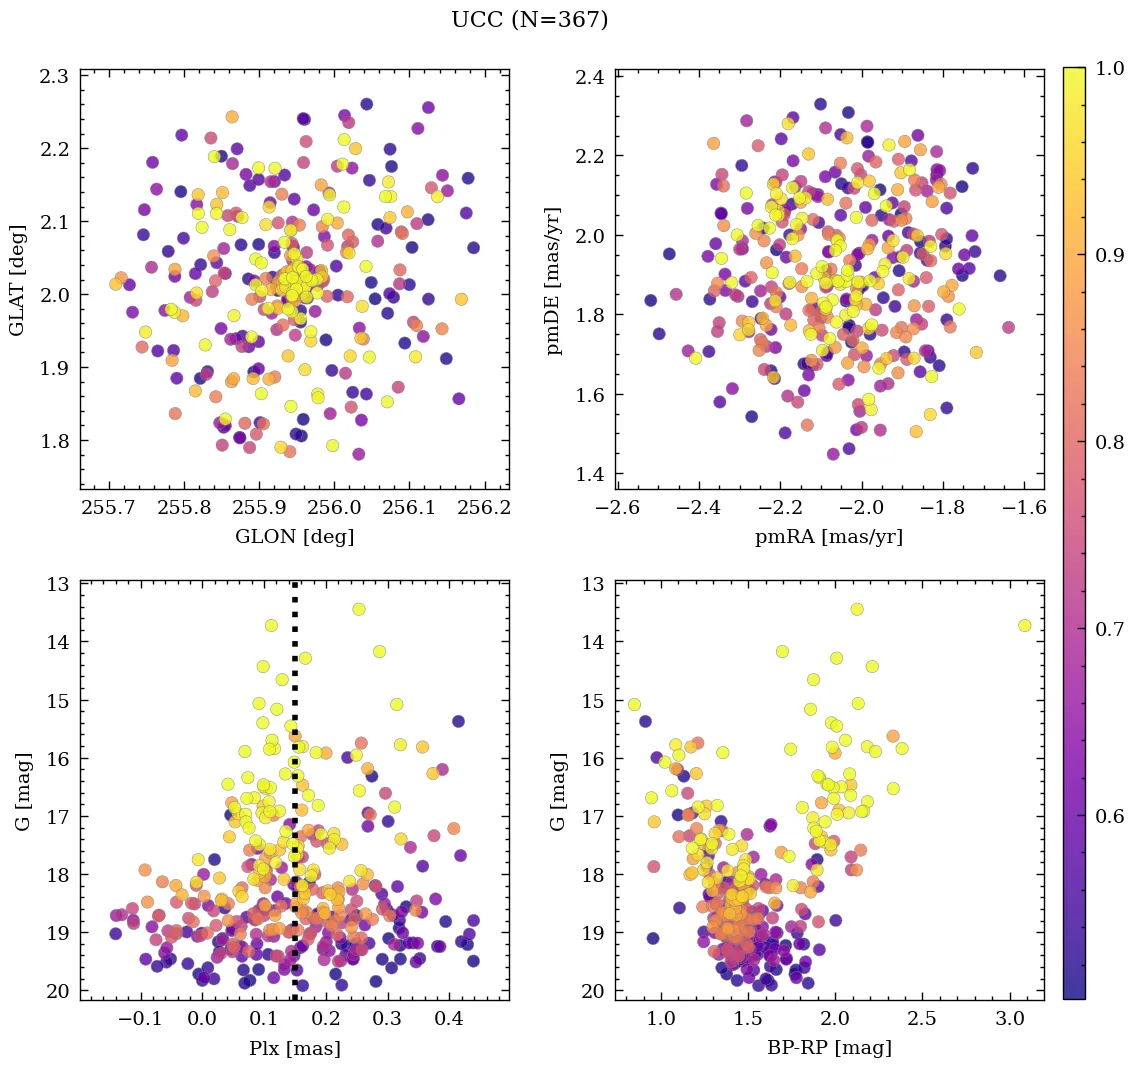 UCC (N=367)
2.3
2.2
2.1
2.0
1.9
1.8
GLAT [deg]
255.7 255.8 255.9 256.0 256.1 256.2
GLON [deg]
2.4
2.2
2.0
1.8
1.6
1.4
pmDE [mas/yr]
−2.6 −2.4 −2.2 −2.0 −1.8 −1.6
pmRA [mas/yr]
1.0
0.9
0.8
0.7
0.6
13
14
15
16
17
18
19
20
G [mag]
−0.1 0.0 0.1 0.2 0.3 0.4
Plx [mas]
13
14
15
16
17
18
19
20
G [mag]
1.0 1.5 2.0 2.5 3.0
BP-RP [mag]